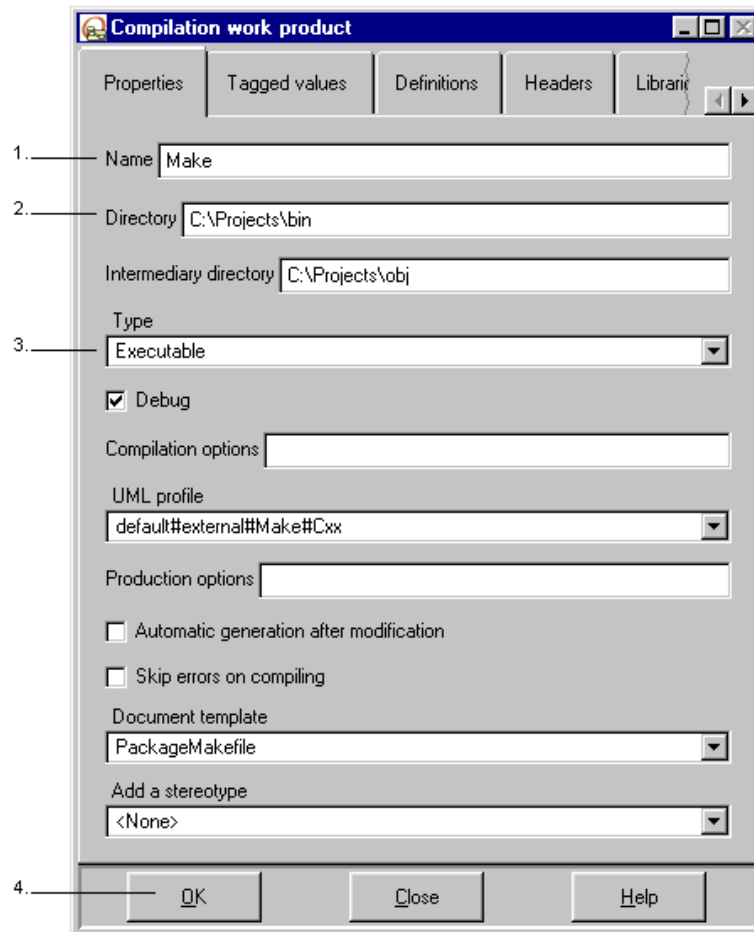 Compilation work product
Properties Tagged values Definitions Headers
1. Name Make
2. Directory C:\Projects\bin
Intermediary directory C:\Projects\obj
Type
3. Executable
Debug
Compilation options
UML profile
default#external#Make#Cxx
Production options
Automatic generation after modification
Skip errors on compiling
Document template
PackageMakefile
Add a stereotype
<None>
4. OK Close Help